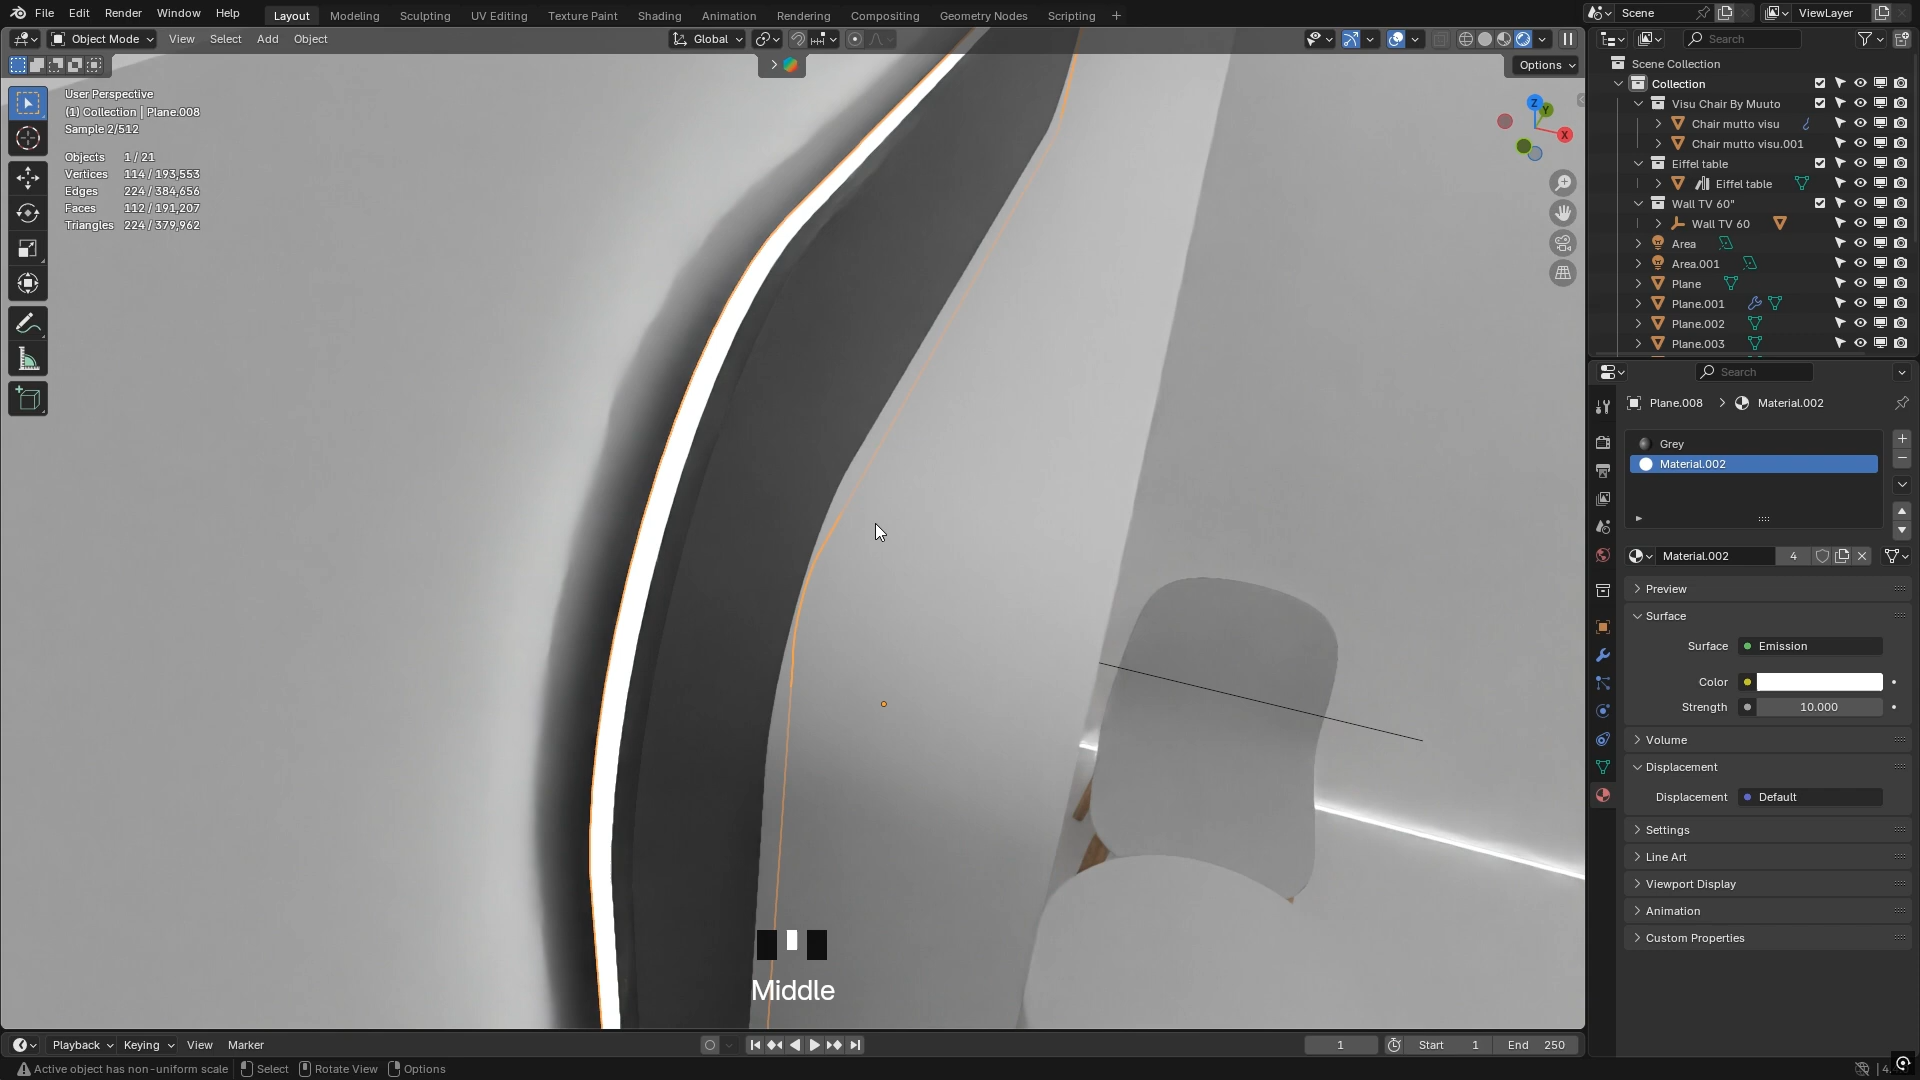 File Edit Render Window Help Layout Modeling Sculpting UV Editing Texture Paint Shading Animation Rendering Compositing Geometry Nodes Scripting + Scene ViewLayer
Object Mode View Select Add Object Global Search
Options
User Perspective
(1) Collection | Plane.008
Sample 2/512
Objects 1 / 21
Vertices 114 / 193,553
Edges 224 / 384,656
Faces 112 / 191,207
Triangles 224 / 379,962
Z
Y
X
Middle
Scene Collection
Collection
Visu Chair By Muuto
Chair mutto visu
Chair mutto visu.001
Eiffel table
Eiffel table
Wall TV 60"
Wall TV 60
Area
Area.001
Plane
Plane.001
Plane.002
Plane.003
Search
Plane.008 > Material.002
Grey
Material.002
Material.002 4
Preview
Surface
Surface Emission
Color
Strength 10.000
Volume
Displacement
Displacement Default
Settings
Line Art
Viewport Display
Animation
Custom Properties
Playback Keying View Marker 1 Start 1 End 250
Active object has non-uniform scale Select Rotate View Options